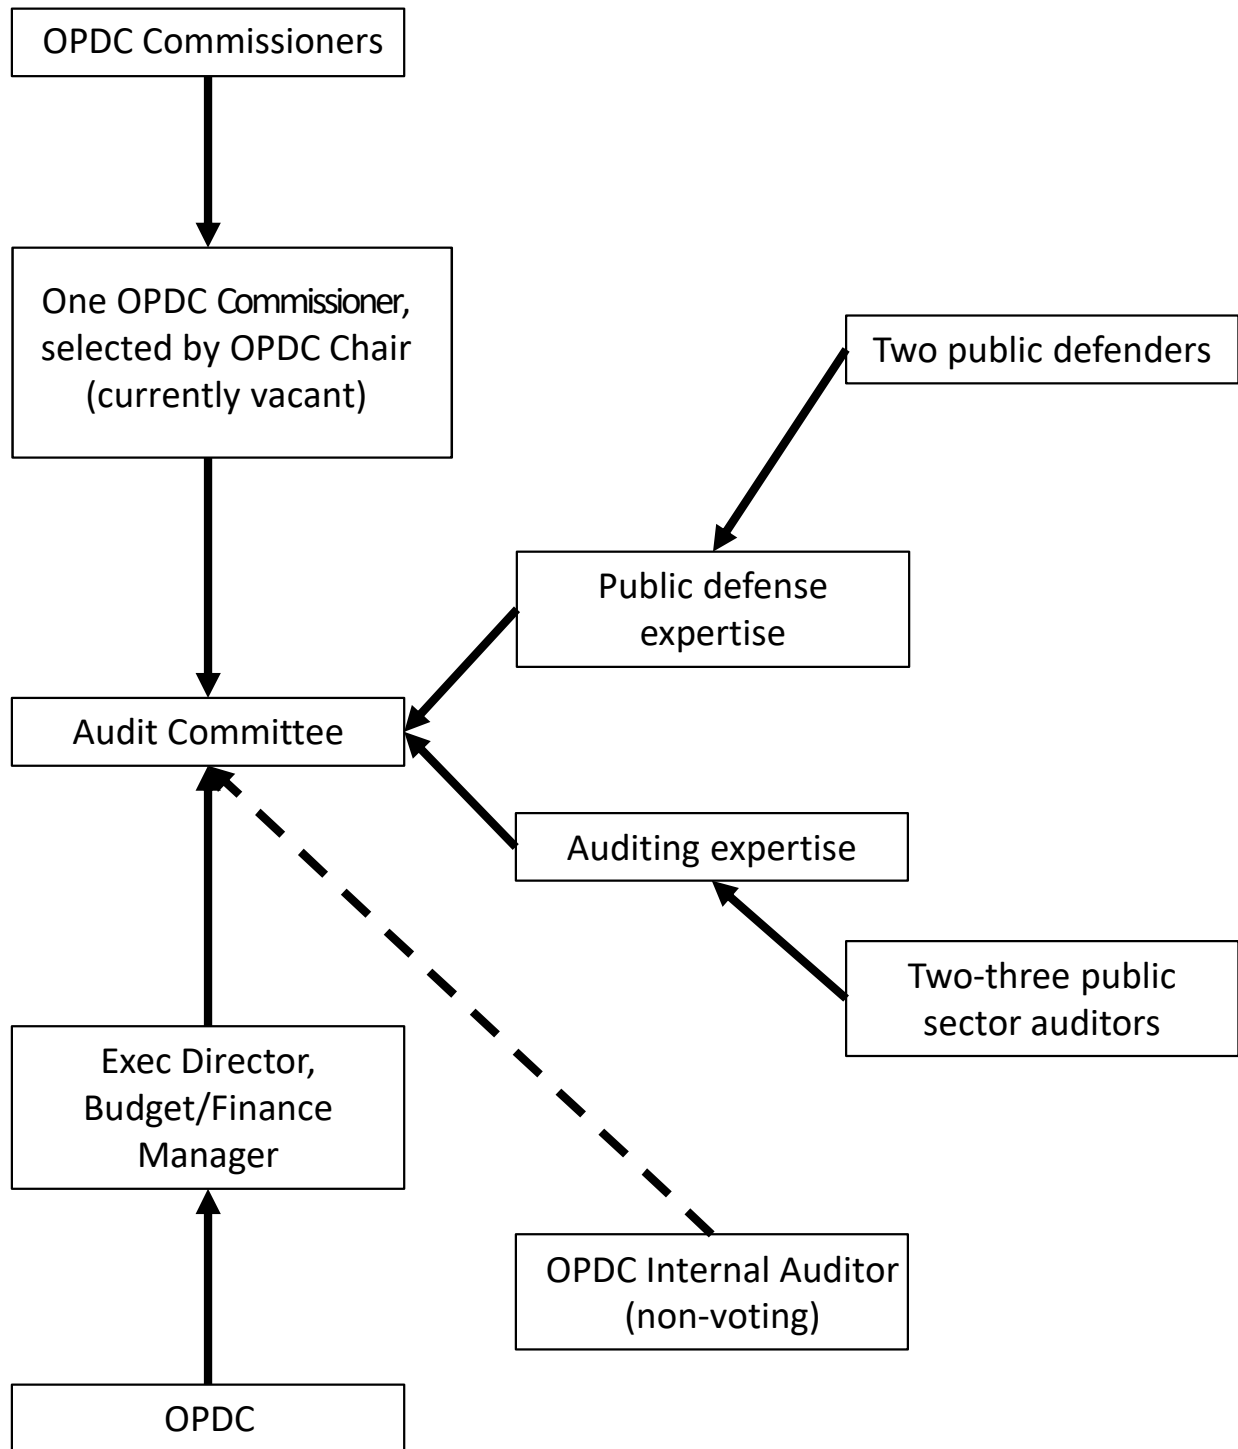 OPDC Commissioners
One OPDC Commissioner,
selected by OPDC Chair
(currently vacant)
Two public defenders
Public defense
expertise
Audit Committee
Auditing expertise
Two-three public
sector auditors
Exec Director,
Budget/Finance
Manager
OPDC Internal Auditor
(non-voting)
OPDC